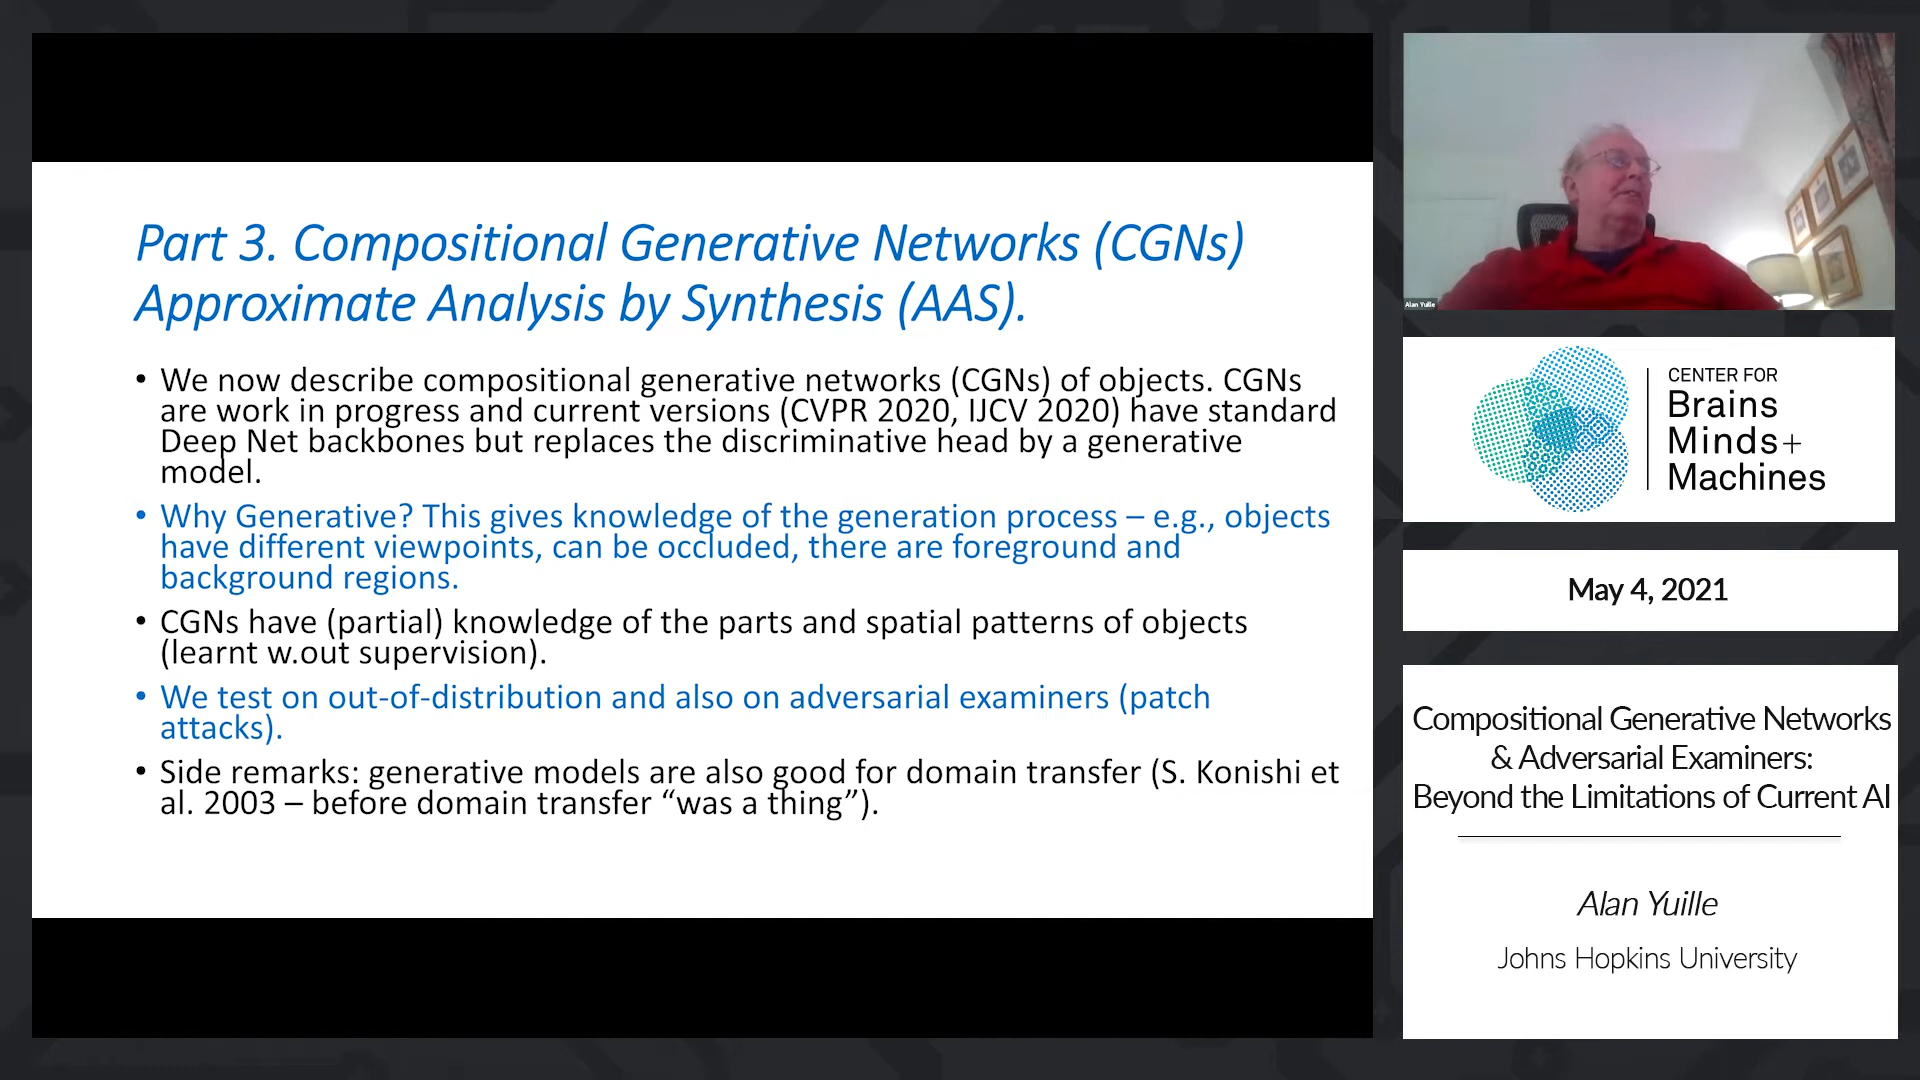 Part 3. Compositional Generative Networks (CGNs)
Approximate Analysis by Synthesis (AAS).
• We now describe compositional generative networks (CGNs) of objects. CGNs
are work in progress and current versions (CVPR 2020, IJCV 2020) have standard
Deep Net backbones but replaces the discriminative head by a generative
model.
• Why Generative? This gives knowledge of the generation process – e.g., objects
have different viewpoints, can be occluded, there are foreground and
background regions.
• CGNs have (partial) knowledge of the parts and spatial patterns of objects
(learnt w.out supervision).
• We test on out-of-distribution and also on adversarial examiners (patch
attacks).
• Side remarks: generative models are also good for domain transfer (S. Konishi et
al. 2003 – before domain transfer “was a thing”).
Alan Yuille
CENTER FOR
Brains
Minds+
Machines
May 4, 2021
Compositional Generative Networks
& Adversarial Examiners:
Beyond the Limitations of Current AI
Alan Yuille
Johns Hopkins University